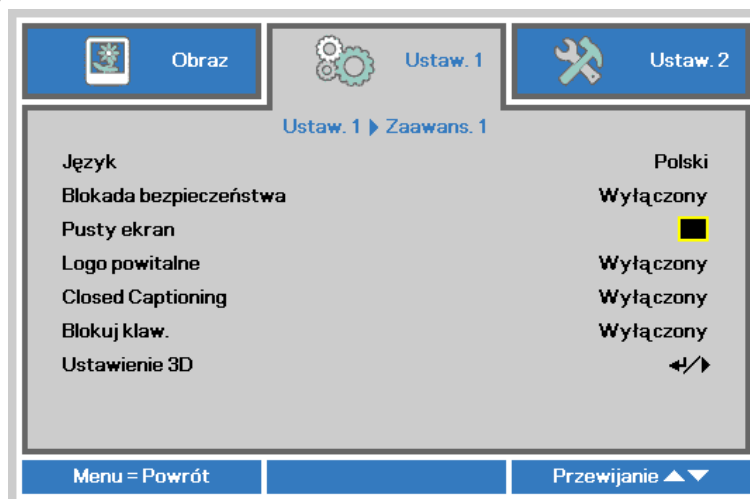 Obraz
Ustaw. 1
Ustaw. 2
Ustaw. 1 ▶ Zaawans. 1
Język Polski
Blokada bezpieczeństwa Wyłączony
Pusty ekran
Logo powitalne Wyłączony
Closed Captioning Wyłączony
Blokuj klaw. Wyłączony
Ustawienie 3D ↵/▶
Menu = Powrót
Przewijanie ▲▼